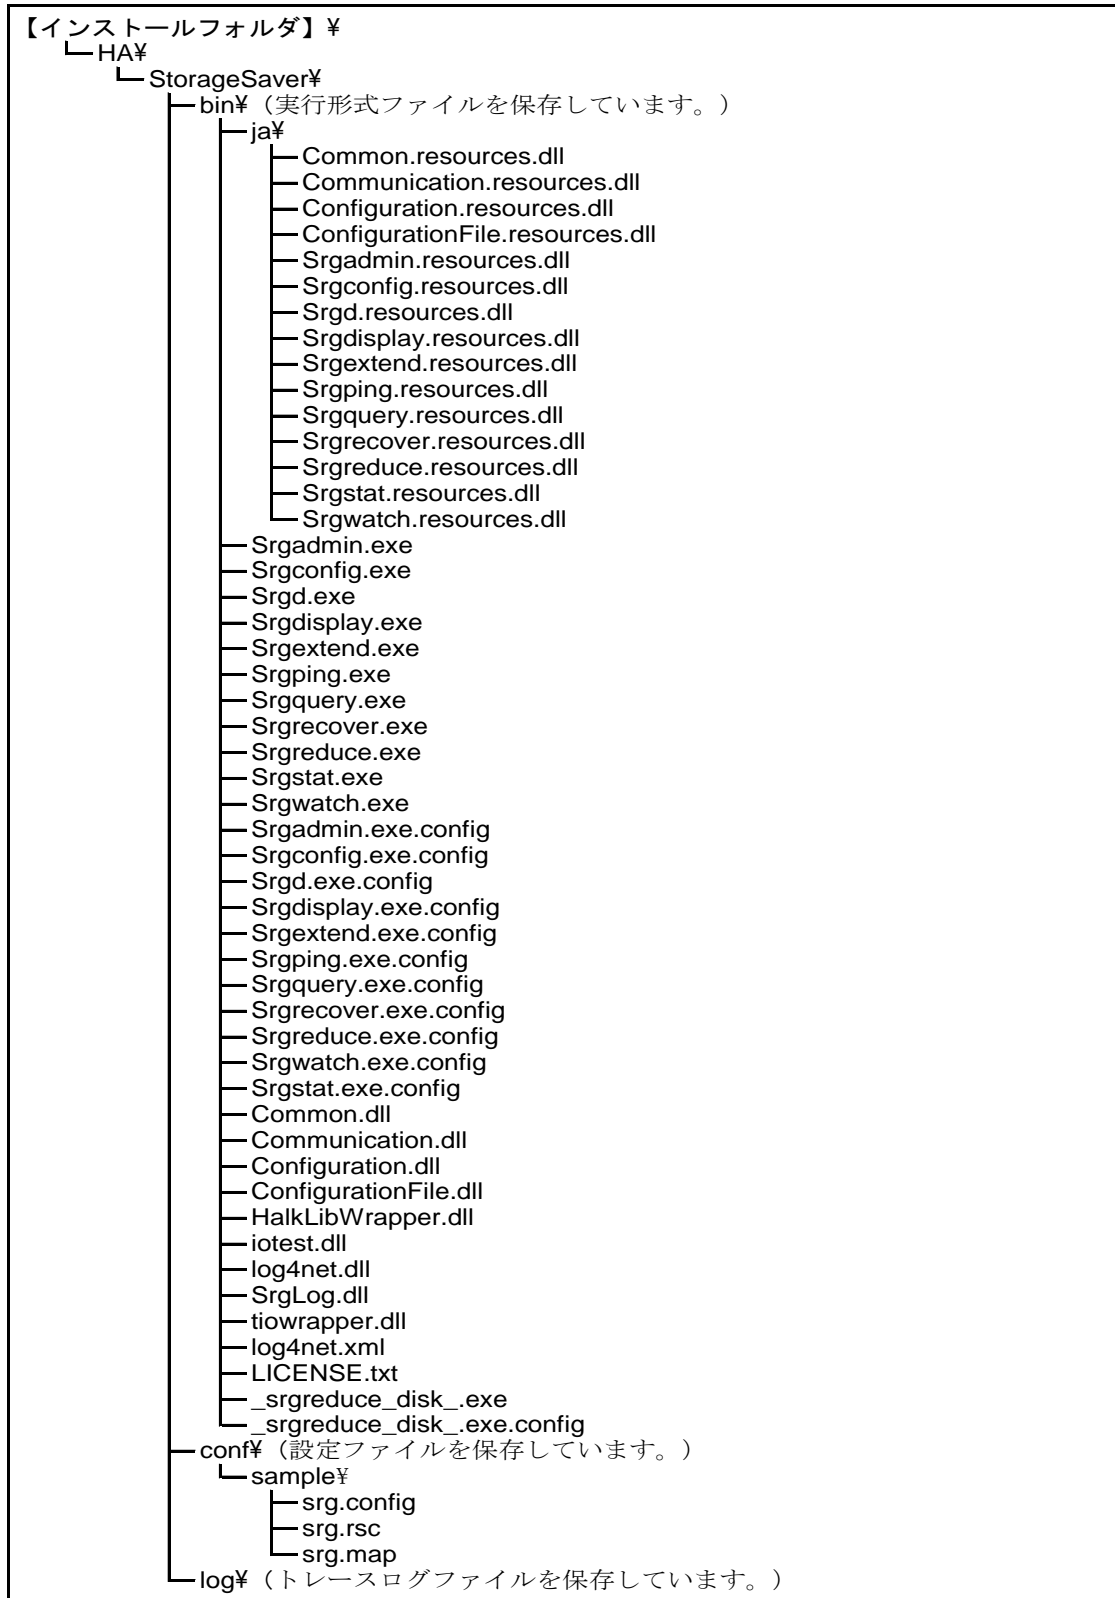 【インストールフォルダ】¥
HA¥
StorageSaver¥
bin¥（実行形式ファイルを保存しています。）
ja¥
Common.resources.dll
Communication.resources.dll
Configuration.resources.dll
ConfigurationFile.resources.dll
Srgadmin.resources.dll
Srgconfig.resources.dll
Srgd.resources.dll
Srgdisplay.resources.dll
Srgextend.resources.dll
Srgping.resources.dll
Srgquery.resources.dll
Srgrecover.resources.dll
Srgreduce.resources.dll
Srgstat.resources.dll
Srgwatch.resources.dll
Srgadmin.exe
Srgconfig.exe
Srgd.exe
Srgdisplay.exe
Srgextend.exe
Srgping.exe
Srgquery.exe
Srgrecover.exe
Srgreduce.exe
Srgstat.exe
Srgwatch.exe
Srgadmin.exe.config
Srgconfig.exe.config
Srgd.exe.config
Srgdisplay.exe.config
Srgextend.exe.config
Srgping.exe.config
Srgquery.exe.config
Srgrecover.exe.config
Srgreduce.exe.config
Srgwatch.exe.config
Srgstat.exe.config
Common.dll
Communication.dll
Configuration.dll
ConfigurationFile.dll
HalkLibWrapper.dll
iotest.dll
log4net.dll
SrgLog.dll
tiowrapper.dll
log4net.xml
LICENSE.txt
_srgreduce_disk_.exe
_srgreduce_disk_.exe.config
conf¥（設定ファイルを保存しています。）
sample¥
srg.config
srg.rsc
srg.map
log¥（トレースログファイルを保存しています。）